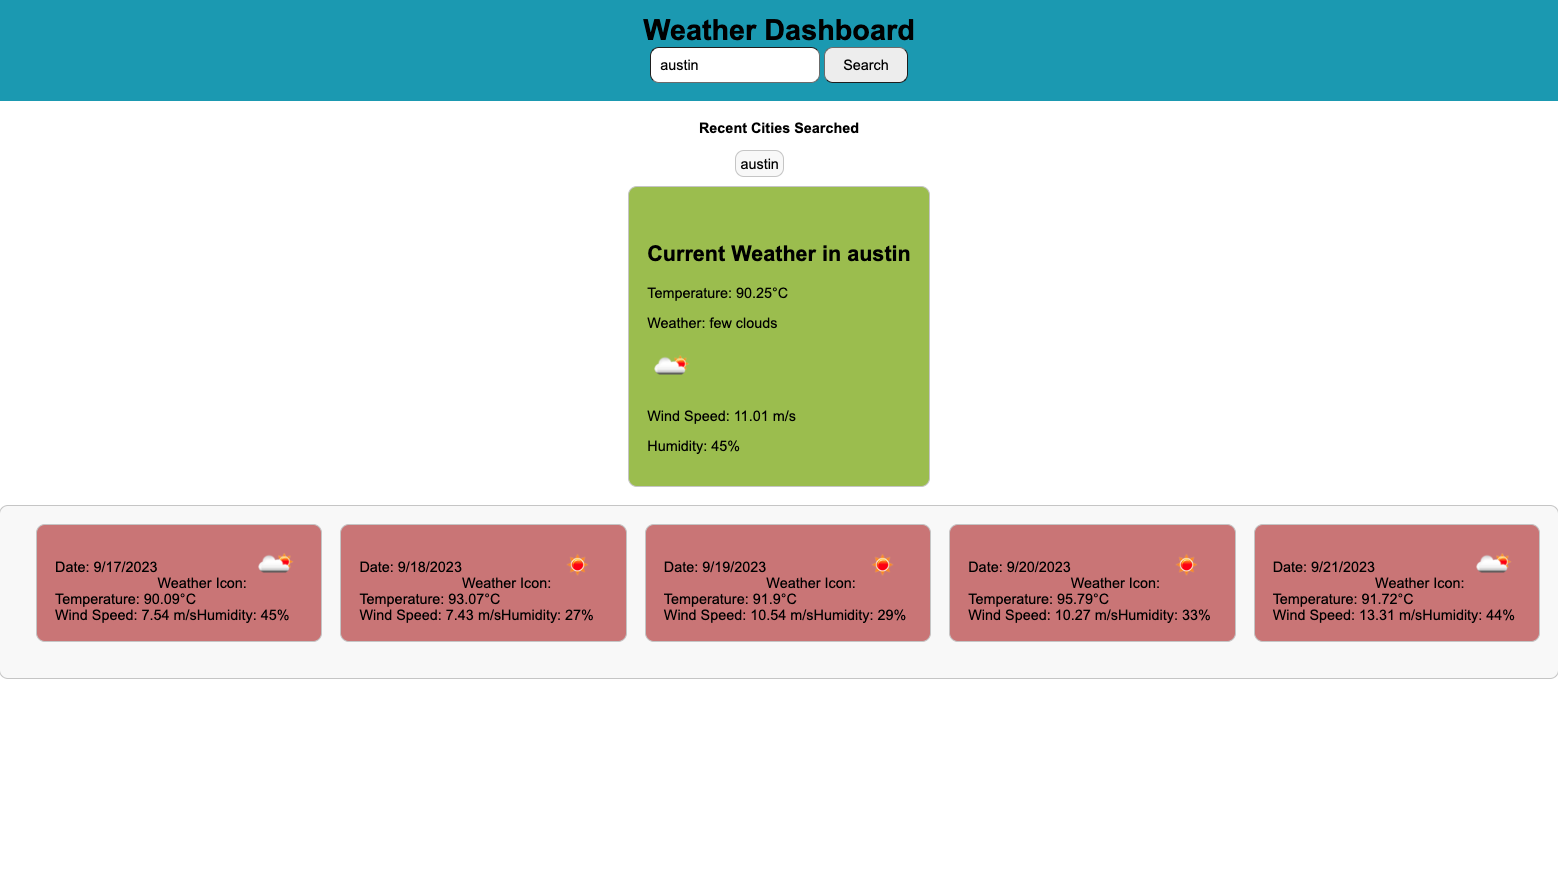 Weather Dashboard
austin
Search
Recent Cities Searched
austin
Current Weather in austin
Temperature: 90.25°C
Weather: few clouds
Wind Speed: 11.01 m/s
Humidity: 45%
Date: 9/17/2023
Weather Icon:
Temperature: 90.09°C
Wind Speed: 7.54 m/sHumidity: 45%
Date: 9/18/2023
Weather Icon:
Temperature: 93.07°C
Wind Speed: 7.43 m/sHumidity: 27%
Date: 9/19/2023
Weather Icon:
Temperature: 91.9°C
Wind Speed: 10.54 m/sHumidity: 29%
Date: 9/20/2023
Weather Icon:
Temperature: 95.79°C
Wind Speed: 10.27 m/sHumidity: 33%
Date: 9/21/2023
Weather Icon:
Temperature: 91.72°C
Wind Speed: 13.31 m/sHumidity: 44%